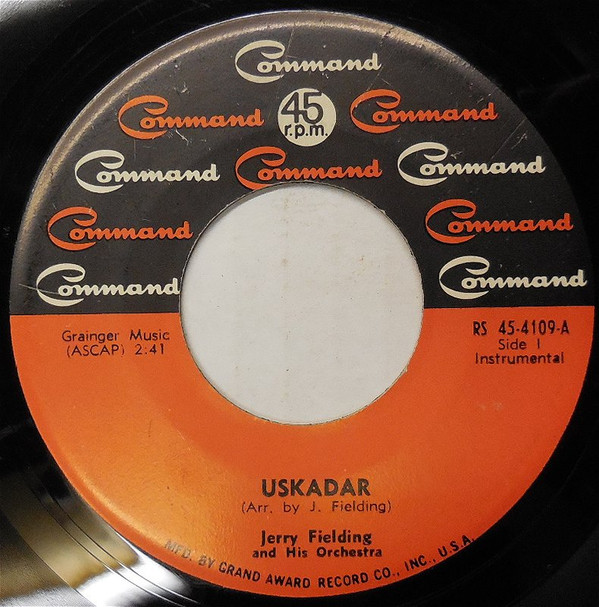 Command
Command 45 Command
r.p.m.
Command Command Command
Command Command
Command Command
Grainger Music
(ASCAP) 2:41
RS 45-4109-A
Side 1
Instrumental
USKADAR
(Arr. by J. Fielding)
Jerry Fielding
and His Orchestra
MFD. BY GRAND AWARD RECORD CO., INC., U.S.A.